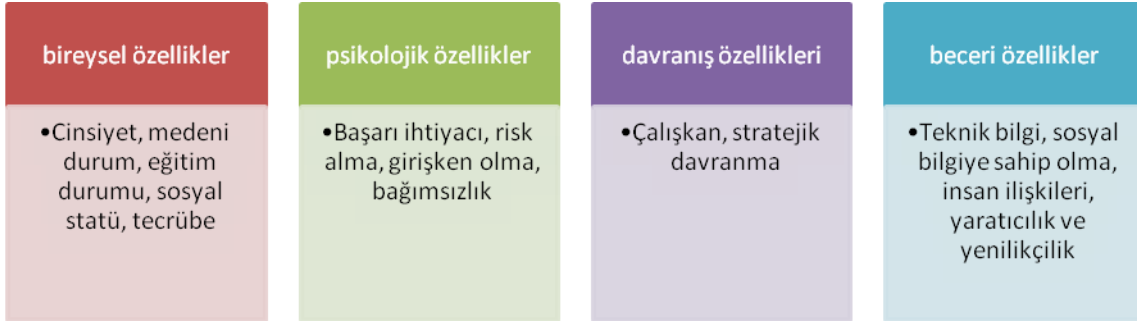 bireysel özellikler
•Cinsiyet, medeni
durum, eğitim
durumu, sosyal
statü, tecrübe
psikolojik özellikler
•Başarı ihtiyacı, risk
alma, girişken olma,
bağımsızlık
davranış özellikleri
•Çalışkan, stratejik
davranma
beceri özellikler
•Teknik bilgi, sosyal
bilgiye sahip olma,
insan ilişkileri,
yaratıcılık ve
yenilikçilik